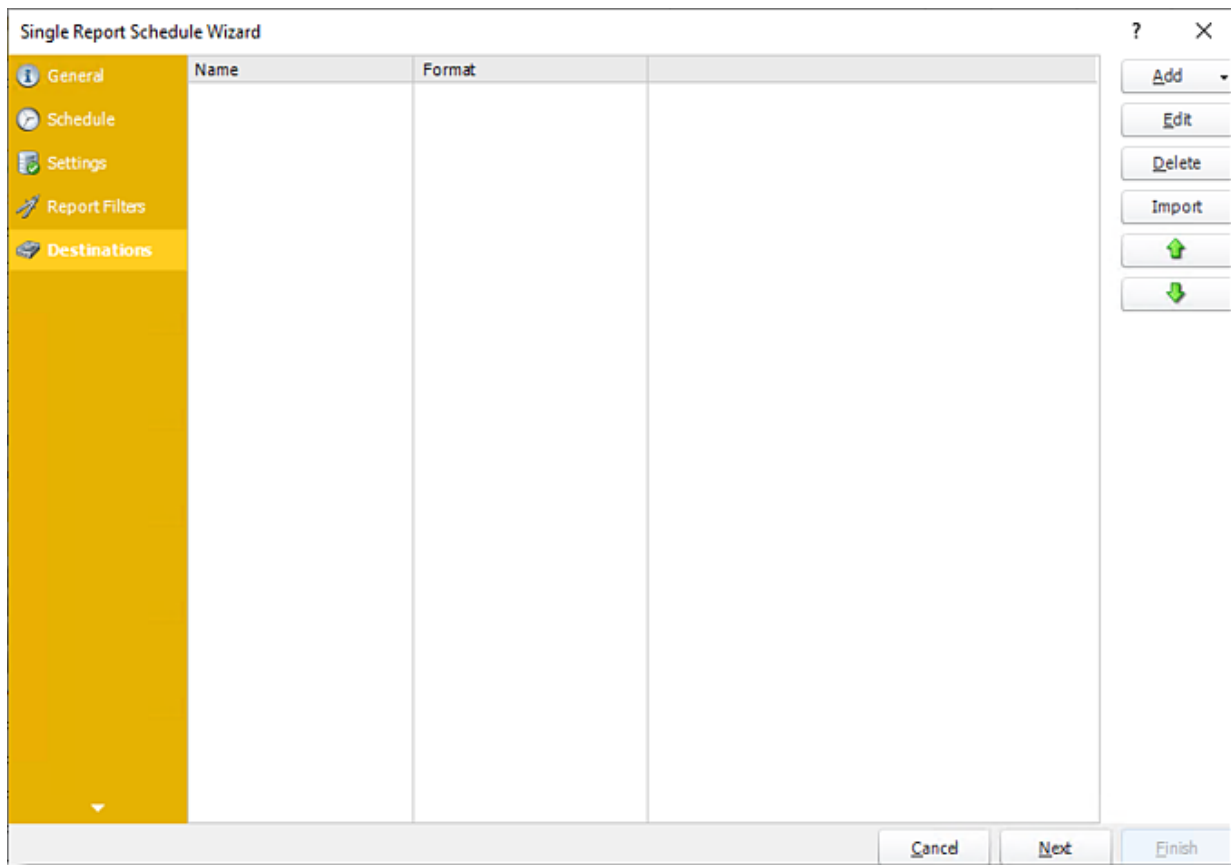 Single Report Schedule Wizard
?
General
Schedule
Settings
Report Filters
Destinations
Name Format
Add
Edit
Delete
Import
Cancel Next Finish